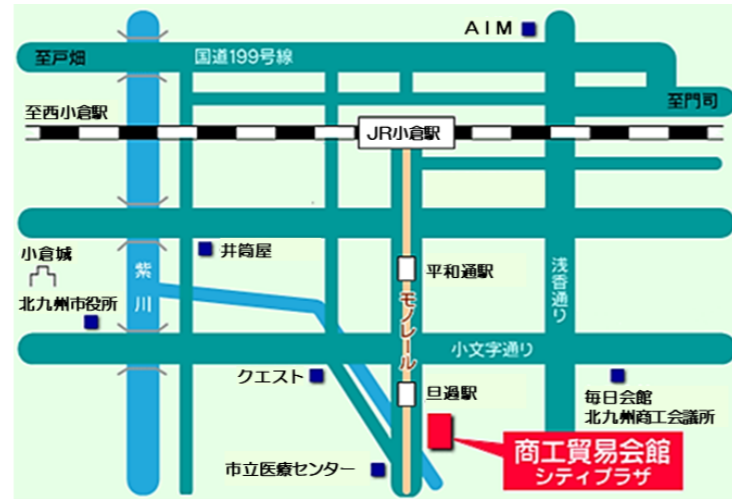 AIM
至戸畑
国道199号線
至門司
至西小倉駅
JR小倉駅
小倉城
井筒屋
紫川
平和通駅
浅香通り
北九州市役所
モノレール
小文字通り
クエスト
旦過駅
毎日会館
北九州商工会議所
商工貿易会館
シティプラザ
市立医療センター